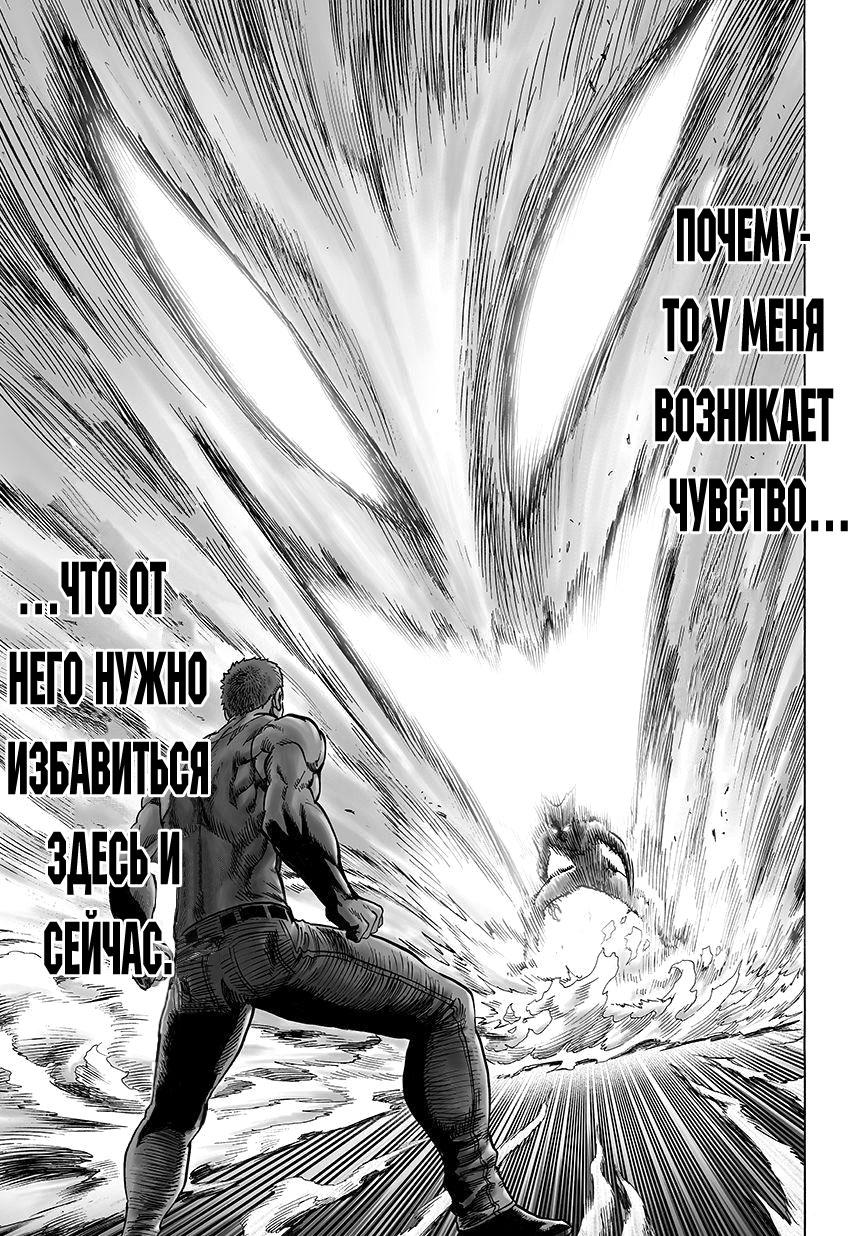 ПОЧЕМУ-
ТО У МЕНЯ
ВОЗНИКАЕТ
ЧУВСТВО...
...ЧТО ОТ
НЕГО НУЖНО
ИЗБАВИТЬСЯ
ЗДЕСЬ И
СЕЙЧАС.